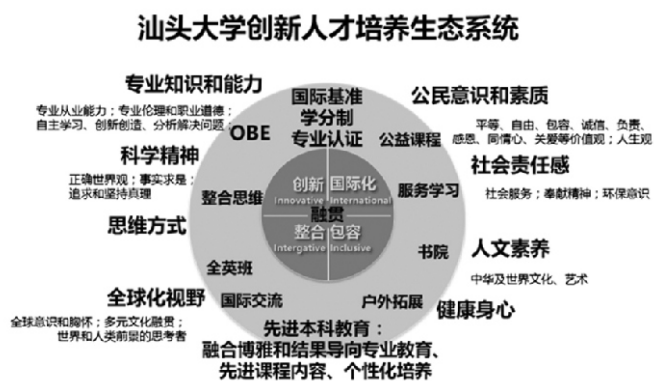 汕头大学创新人才培养生态系统
专业知识和能力
专业从业能力；专业伦理和职业道德；
自主学习、创新创造、分析解决问题；
科学精神
正确世界观；事实求是；
追求和坚持真理
思维方式
全球化视野
全球意识和胸怀；多元文化融贯；
世界和人类前景的思考者
国际基准
学分制
专业认证
OBE
公益课程
整合思维
服务学习
创新 国际化
Innovative International
融贯
整合 包容
Intergative Inclusive
书院
全英班
国际交流
户外拓展
先进本科教育：
融合博雅和结果导向专业教育、
先进课程内容、个性化培养
公民意识和素质
平等、自由、包容、诚信、负责、
感恩、同情心、关爱等价值观；人生观
社会责任感
社会服务；奉献精神；环保意识
人文素养
中华及世界文化、艺术
健康身心